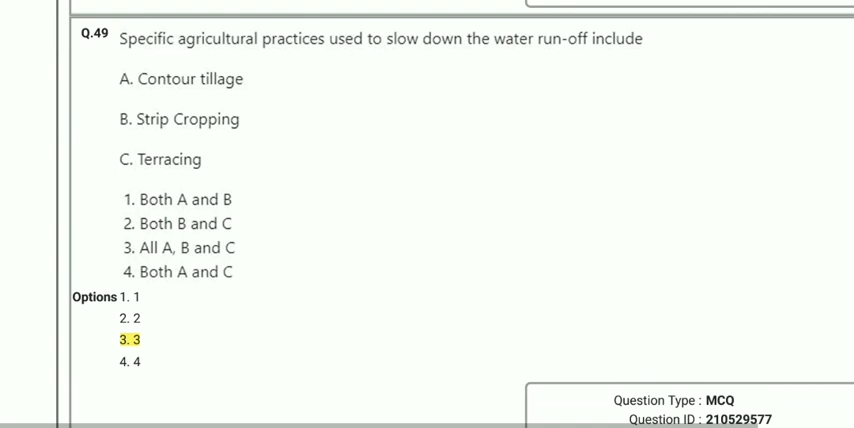 Q.49 Specific agricultural practices used to slow down the water run-off include
A. Contour tillage
B. Strip Cropping
C. Terracing
1. Both A and B
2. Both B and C
3. All A, B and C
4. Both A and C
Options 1. 1
2. 2
3. 3
4. 4
Question Type : MCQ
Question ID : 210529577